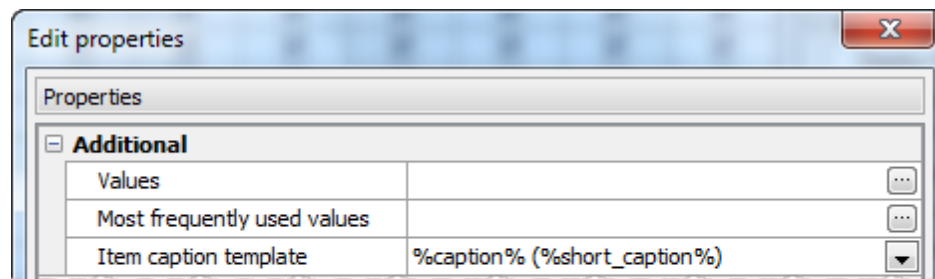 Edit properties
Properties
Additional
Values
Most frequently used values
Item caption template %caption% (%short_caption%)